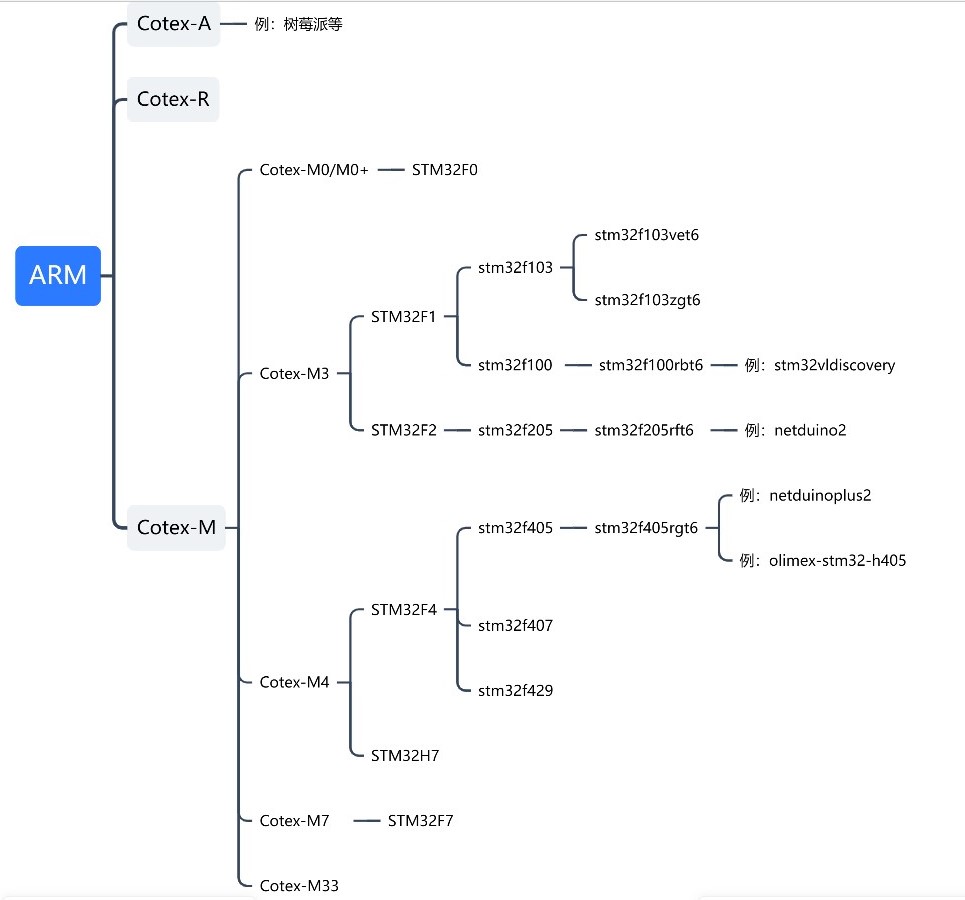 Cotex-A
例：树莓派等
Cotex-R
Cotex-M0/M0+
STM32F0
stm32f103vet6
stm32f103
stm32f103zgt6
ARM
STM32F1
stm32f100
stm32f100rbt6
例：stm32vldiscovery
Cotex-M3
STM32F2
stm32f205
stm32f205rft6
例：netduino2
Cotex-M
例：netduinoplus2
stm32f405
stm32f405rgt6
例：olimex-stm32-h405
STM32F4
stm32f407
Cotex-M4
stm32f429
STM32H7
Cotex-M7
STM32F7
Cotex-M33